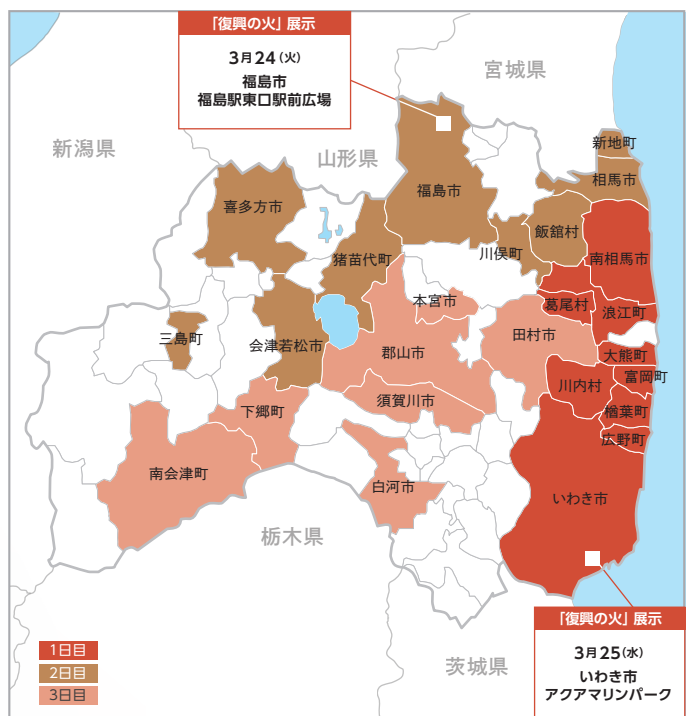 「復興の火」展示
3月24(火)
福島市
福島駅東口駅前広場
宮城県
新潟県
山形県
新地町
相馬市
福島市
喜多方市
飯舘村
川俣町
南相馬市
猪苗代町
本宮市
葛尾村
浪江町
三島町
会津若松市
田村市
郡山市
大熊町
富岡町
川内村
須賀川市
下郷町
楢葉町
広野町
南会津町
白河市
いわき市
栃木県
「復興の火」展示
3月25(水)
いわき市
アクアマリンパーク
茨城県
1日目
2日目
3日目